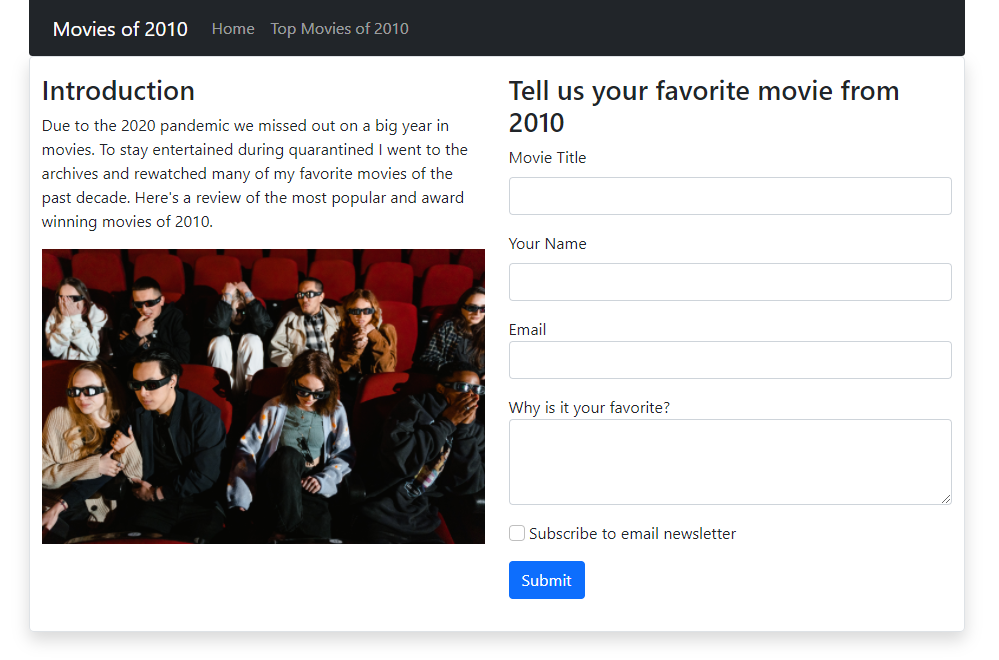 Movies of 2010 Home Top Movies of 2010
Introduction
Due to the 2020 pandemic we missed out on a big year in
movies. To stay entertained during quarantined I went to the
archives and rewatched many of my favorite movies of the
past decade. Here's a review of the most popular and award
winning movies of 2010.
Tell us your favorite movie from
2010
Movie Title
Your Name
Email
Why is it your favorite?
Subscribe to email newsletter
Submit